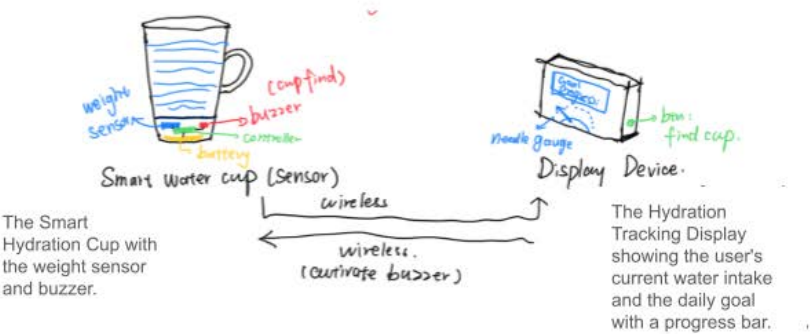 (cup find)
weight
sensor
buzzer
controller
battery
Smart water cup (Sensor)
Goal
needle gauge
btn:
find cup.
Display Device.
wireless
wireless.
(activate buzzer)
The Smart
Hydration Cup with
the weight sensor
and buzzer.
The Hydration
Tracking Display
showing the user's
current water intake
and the daily goal
with a progress bar.